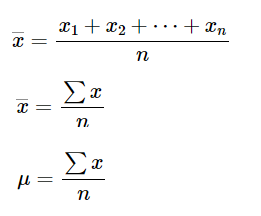 x̄ = (x₁ + x₂ + ··· + xₙ) / n
x̄ = ∑x / n
μ = ∑x / n